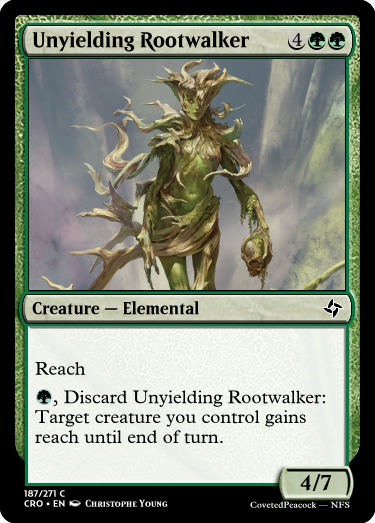 Unyielding Rootwalker 4
Creature — Elemental
Reach
, Discard Unyielding Rootwalker:
Target creature you control gains
reach until end of turn.
4/7
187/271 C
CRO • EN Christophe Young
CovetedPeacock — NFS